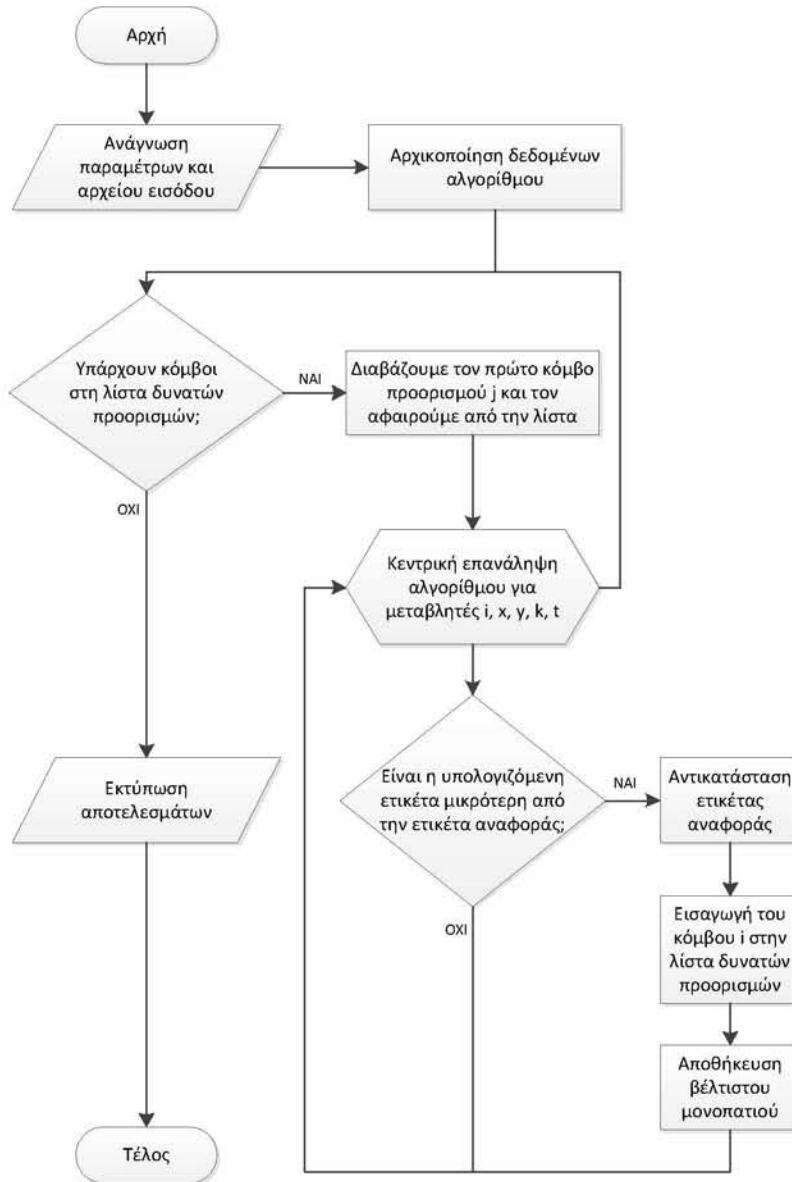 Αρχή
Ανάγνωση
παραμέτρων και
αρχείου εισόδου
Αρχικοποίηση δεδομένων
αλγορίθμου
Υπάρχουν κόμβοι
στη λίστα δυνατών
προορισμών;
ΝΑΙ
Διαβάζουμε τον πρώτο κόμβο
προορισμού j και τον
αφαιρούμε από την λίστα
ΟΧΙ
Κεντρική επανάληψη
αλγορίθμου για
μεταβλητές i, x, y, k, t
Είναι η υπολογιζόμενη
ετικέτα μικρότερη από
την ετικέτα αναφοράς;
ΝΑΙ
Αντικατάσταση
ετικέτας
αναφοράς
Εκτύπωση
αποτελεσμάτων
ΟΧΙ
Εισαγωγή του
κόμβου i στην
λίστα δυνατών
προορισμών
Αποθήκευση
βέλτιστου
μονοπατιού
Τέλος